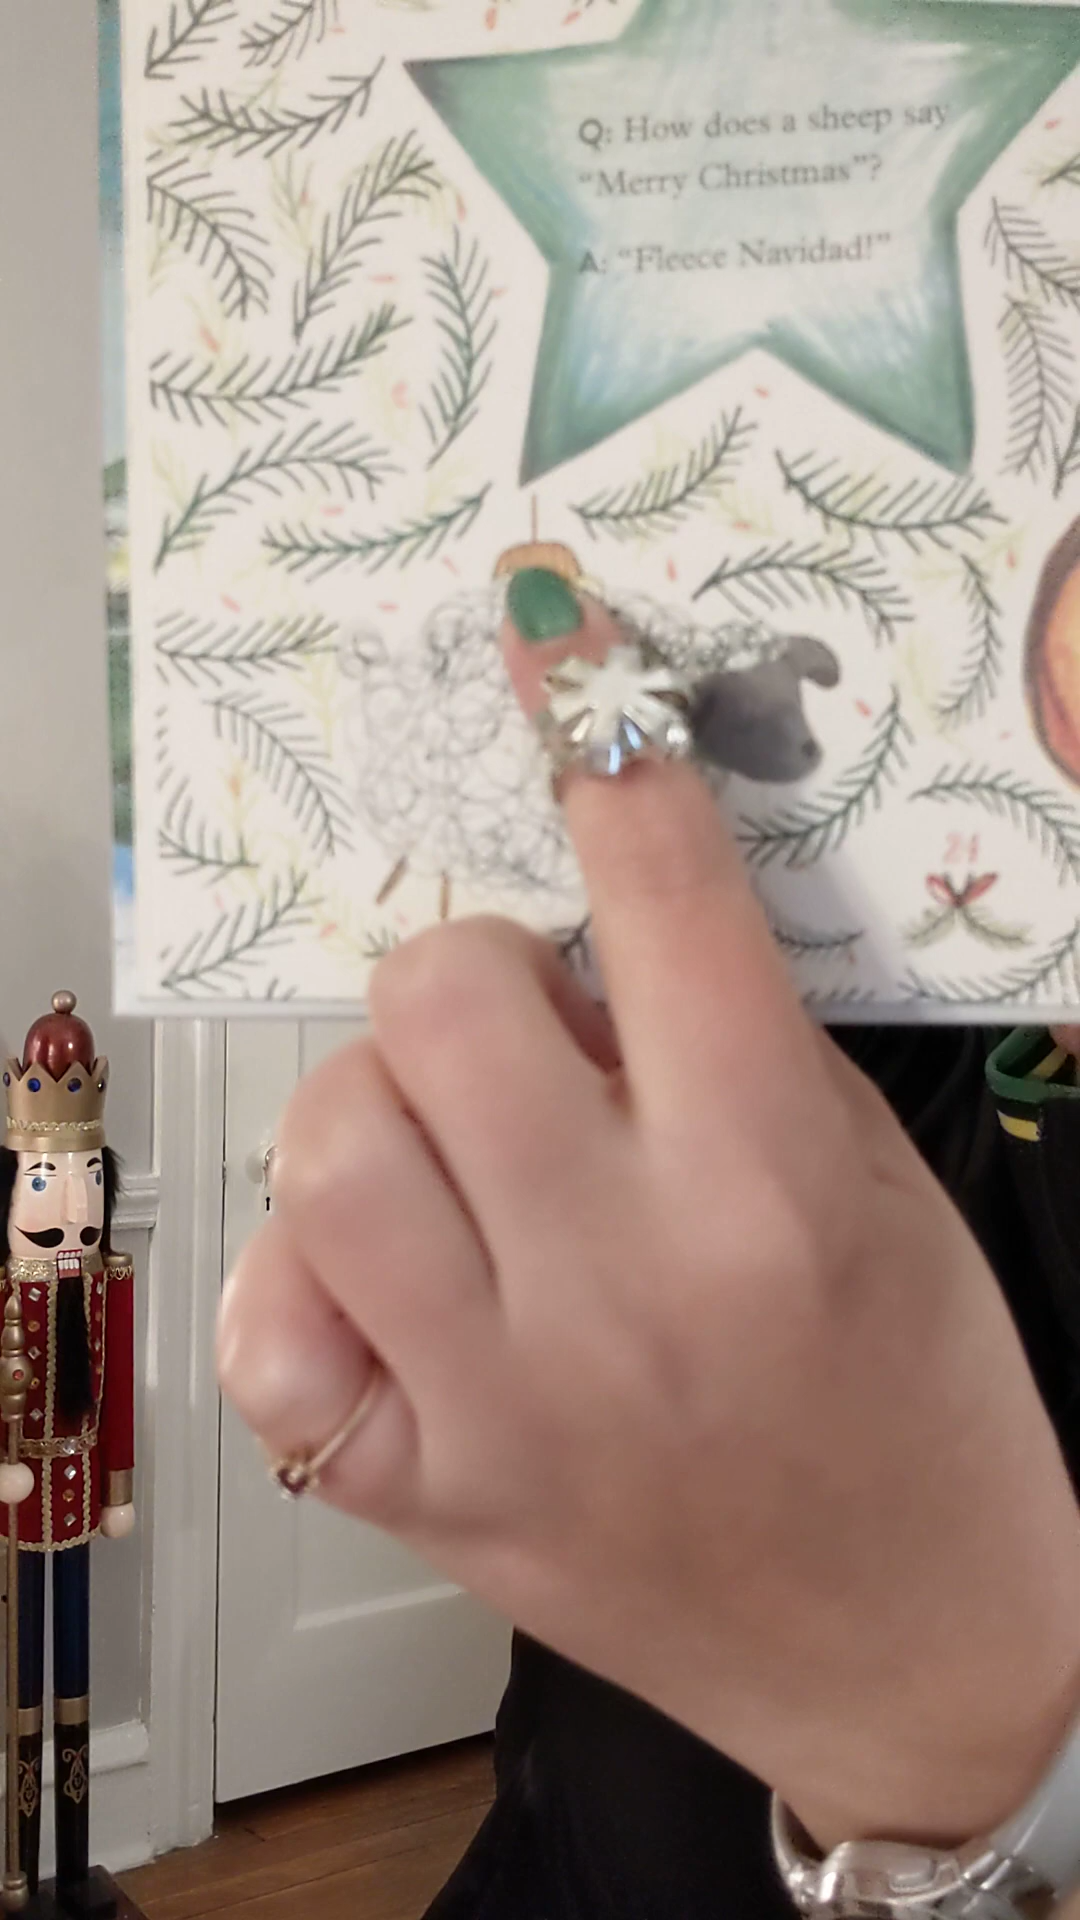 Q: How does a sheep say
“Merry Christmas”?
A: “Fleece Navidad!”
24